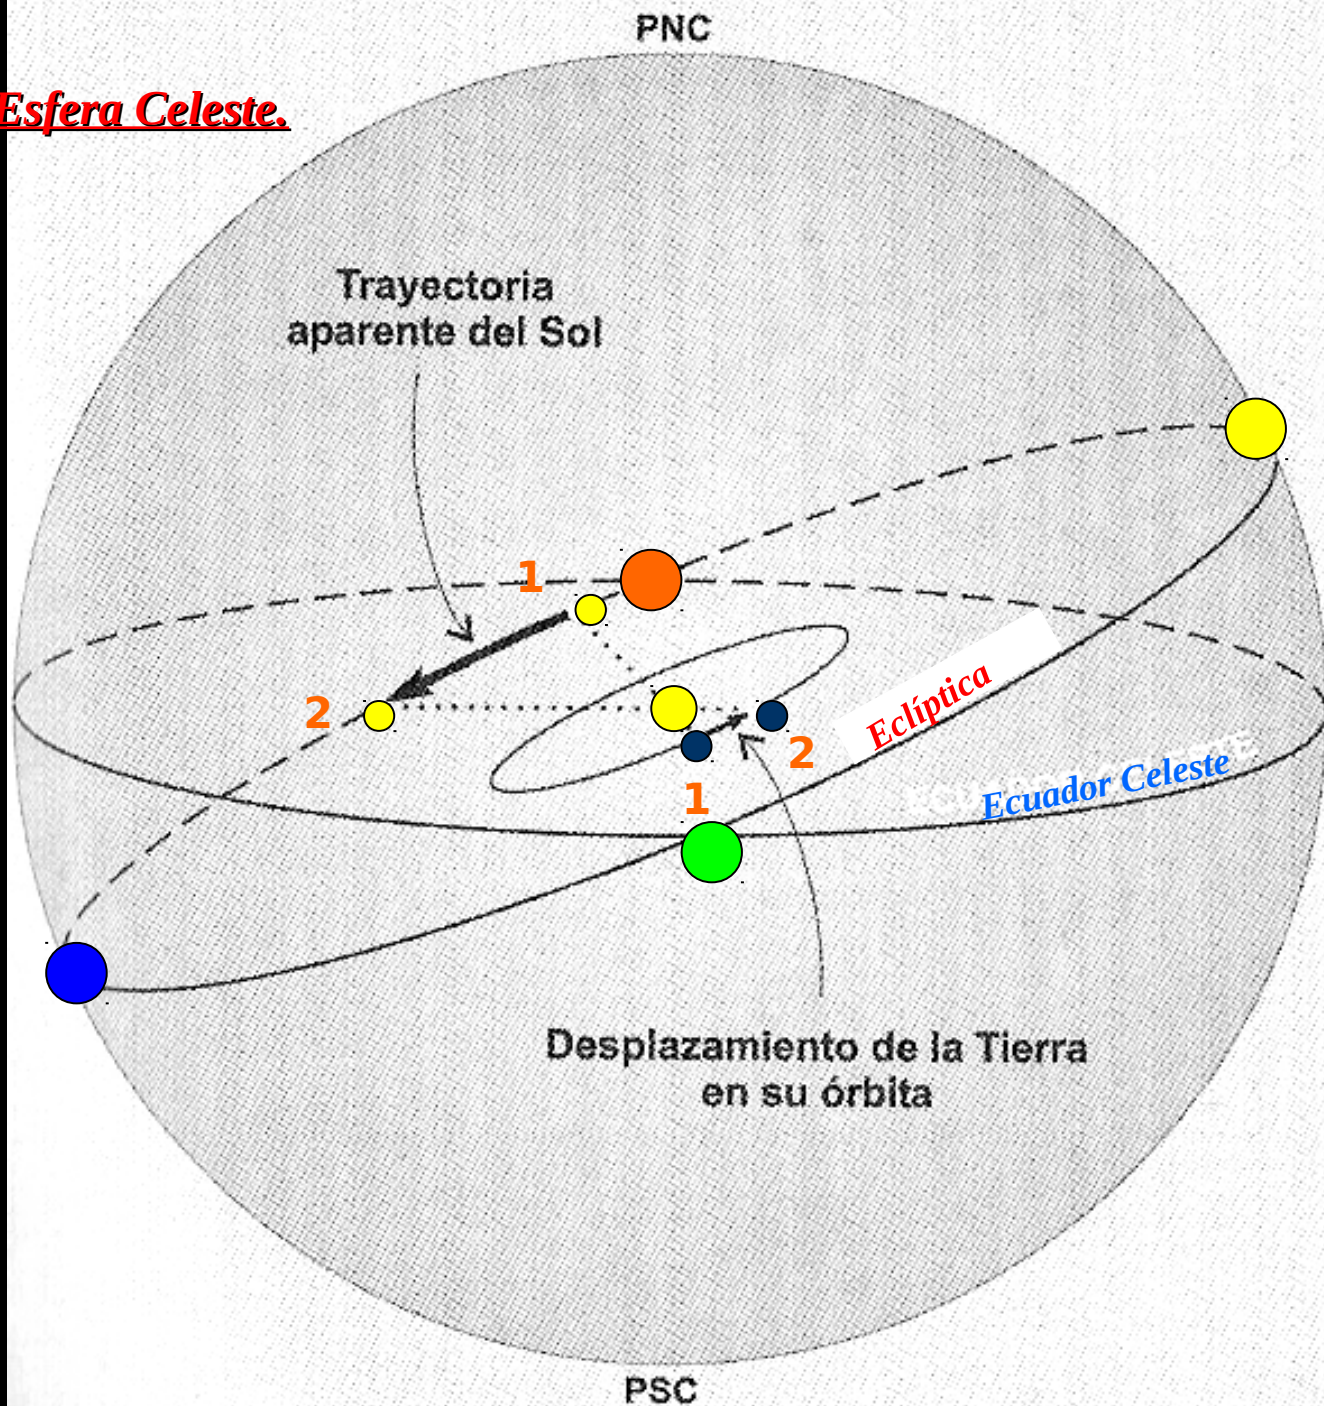 PNC
Esfera Celeste.
Trayectoria
aparente del Sol
1
2
Eclíptica
2
Ecuador Celeste
1
Desplazamiento de la Tierra
en su órbita
PSC